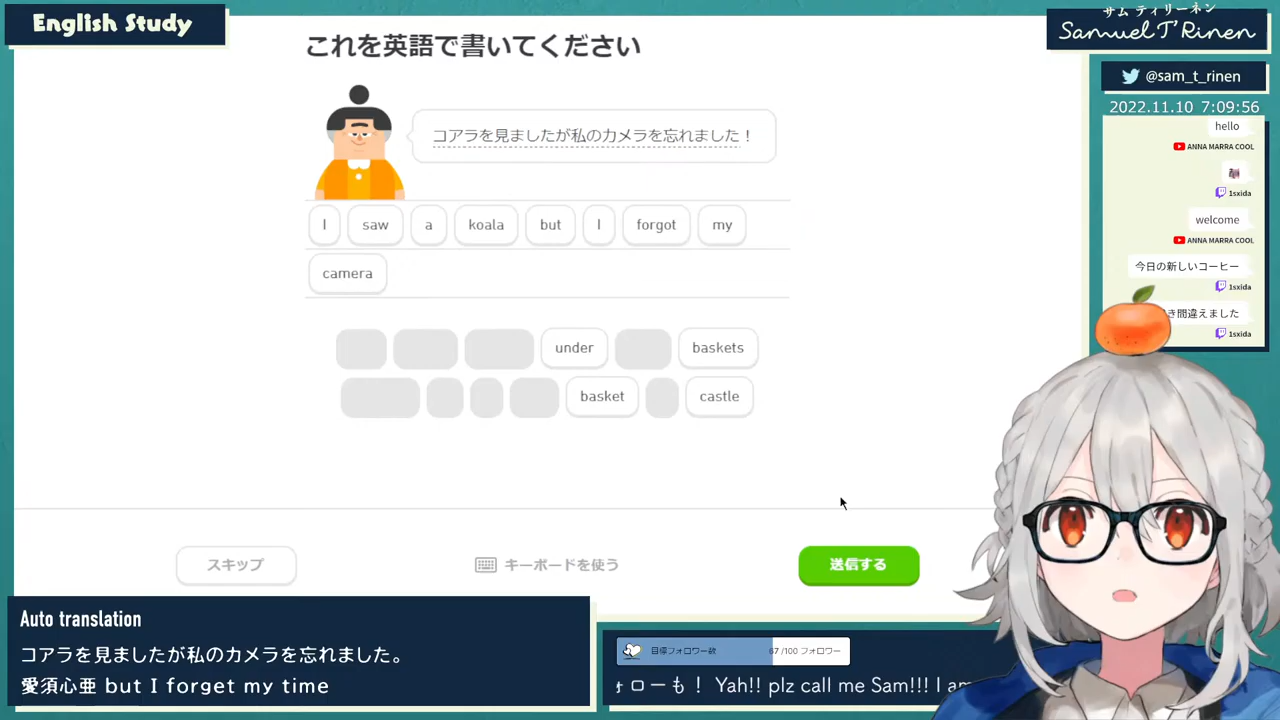 English Study
サム ティリーネン
Samuel T'Rinen
@sam_t_rinen
2022.11.10 7:09:56
hello
ANNA MARRA COOL
1sxida
welcome
ANNA MARRA COOL
今日の新しいコーヒー
1sxida
き間違えました
1sxida
これを英語で書いてください
コアラを見ましたが私のカメラを忘れました！
I saw a koala but I forgot my
camera
under baskets
basket castle
スキップ
キーボードを使う
送信する
Auto translation
コアラを見ましたが私のカメラを忘れました。
愛須心亜 but I forget my time
目標フォロワー数 67 /100 フォロワー
ォローも！ Yah!! plz call me Sam!!! I am